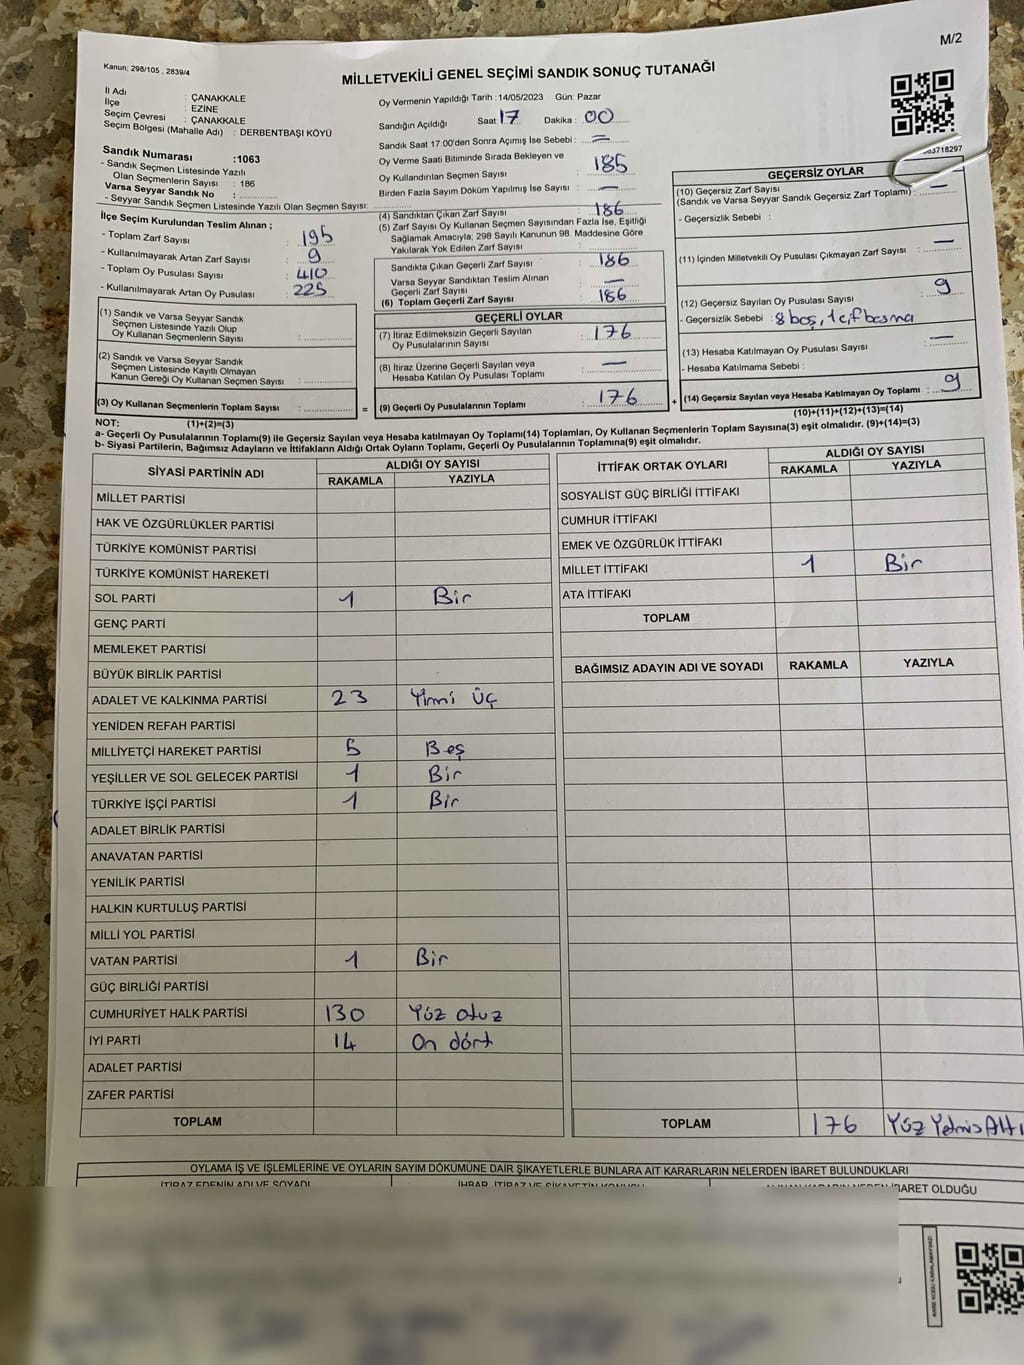 M/2
Kanun; 298/105 , 2839/4
MİLLETVEKİLİ GENEL SEÇİMİ SANDIK SONUÇ TUTANAĞI
İl Adı : ÇANAKKALE
İlçe : EZİNE
Seçim Çevresi : ÇANAKKALE
Seçim Bölgesi (Mahalle Adı) : DERBENTBAŞI KÖYÜ
Sandık Numarası :1063
- Sandık Seçmen Listesinde Yazılı
Olan Seçmenlerin Sayısı : 186
Varsa Seyyar Sandık No :
- Seyyar Sandık Seçmen Listesinde Yazılı Olan Seçmen Sayısı:
İlçe Seçim Kurulundan Teslim Alınan ;
- Toplam Zarf Sayısı : 195
- Kullanılmayarak Artan Zarf Sayısı : 9
- Toplam Oy Pusulası Sayısı : 410
- Kullanılmayarak Artan Oy Pusulası : 225
(1) Sandık ve Varsa Seyyar Sandık
Seçmen Listesinde Yazılı Olup
Oy Kullanan Seçmenlerin Sayısı :
(2) Sandık ve Varsa Seyyar Sandık
Seçmen Listesinde Kayıtlı Olmayan
Kanun Gereği Oy Kullanan Seçmen Sayısı :
(3) Oy Kullanan Seçmenlerin Toplam Sayısı :
Oy Vermenin Yapıldığı Tarih :14/05/2023 Gün: Pazar
Sandığın Açıldığı Saat : 17 Dakika : 00
Sandık Saat 17:00'den Sonra Açımış İse Sebebi : =
Oy Verme Saati Bitiminde Sırada Bekleyen ve
Oy Kullandırılan Seçmen Sayısı : 185
Birden Fazla Sayım Döküm Yapılmış İse Sayısı : —
(4) Sandıktan Çıkan Zarf Sayısı : 186
(5) Zarf Sayısı Oy Kullanan Seçmen Sayısından Fazla İse, Eşitliği
Sağlamak Amacıyla; 298 Sayılı Kanunun 98. Maddesine Göre
Yakılarak Yok Edilen Zarf Sayısı :
Sandıkta Çıkan Geçerli Zarf Sayısı : 186
Varsa Seyyar Sandıktan Teslim Alınan
Geçerli Zarf Sayısı : —
(6) Toplam Geçerli Zarf Sayısı : 186
GEÇERLİ OYLAR
(7) İtiraz Edilmeksizin Geçerli Sayılan
Oy Pusulalarının Sayısı : 176
(8) İtiraz Üzerine Geçerli Sayılan veya
Hesaba Katılan Oy Pusulası Toplamı : —
= (9) Geçerli Oy Pusulalarının Toplamı : 176 +
63718297
GEÇERSİZ OYLAR
(10) Geçersiz Zarf Sayısı
(Sandık ve Varsa Seyyar Sandık Geçersiz Zarf Toplamı) : —
- Geçersizlik Sebebi :
(11) İçinden Milletvekili Oy Pusulası Çıkmayan Zarf Sayısı : —
(12) Geçersiz Sayılan Oy Pusulası Sayısı : 9
- Geçersizlik Sebebi : 8 boş, 1 çift basma
(13) Hesaba Katılmayan Oy Pusulası Sayısı : —
- Hesaba Katılmama Sebebi :
(14) Geçersiz Sayılan veya Hesaba Katılmayan Oy Toplamı : 9
(10)+(11)+(12)+(13)=(14)
NOT: (1)+(2)=(3)
a- Geçerli Oy Pusulalarının Toplamı(9) ile Geçersiz Sayılan veya Hesaba katılmayan Oy Toplamı(14) Toplamları, Oy Kullanan Seçmenlerin Toplam Sayısına(3) eşit olmalıdır. (9)+(14)=(3)
b- Siyasi Partilerin, Bağımsız Adayların ve İttifakların Aldığı Ortak Oyların Toplamı, Geçerli Oy Pusulalarının Toplamına(9) eşit olmalıdır.
SİYASİ PARTİNİN ADI ALDIĞI OY SAYISI
RAKAMLA YAZIYLA
MİLLET PARTİSİ
HAK VE ÖZGÜRLÜKLER PARTİSİ
TÜRKİYE KOMÜNİST PARTİSİ
TÜRKİYE KOMÜNİST HAREKETİ
SOL PARTİ 1 Bir
GENÇ PARTİ
MEMLEKET PARTİSİ
BÜYÜK BİRLİK PARTİSİ
ADALET VE KALKINMA PARTİSİ 23 Yirmi Üç
YENİDEN REFAH PARTİSİ
MİLLİYETÇİ HAREKET PARTİSİ 5 Beş
YEŞİLLER VE SOL GELECEK PARTİSİ 1 Bir
TÜRKİYE İŞÇİ PARTİSİ 1 Bir
ADALET BİRLİK PARTİSİ
ANAVATAN PARTİSİ
YENİLİK PARTİSİ
HALKIN KURTULUŞ PARTİSİ
MİLLİ YOL PARTİSİ
VATAN PARTİSİ 1 Bir
GÜÇ BİRLİĞİ PARTİSİ
CUMHURİYET HALK PARTİSİ 130 Yüz otuz
İYİ PARTİ 14 On dört
ADALET PARTİSİ
ZAFER PARTİSİ
TOPLAM
İTTİFAK ORTAK OYLARI ALDIĞI OY SAYISI
RAKAMLA YAZIYLA
SOSYALİST GÜÇ BİRLİĞİ İTTİFAKI
CUMHUR İTTİFAKI
EMEK VE ÖZGÜRLÜK İTTİFAKI
MİLLET İTTİFAKI 1 Bir
ATA İTTİFAKI
TOPLAM
BAĞIMSIZ ADAYIN ADI VE SOYADI RAKAMLA YAZIYLA
TOPLAM 176 Yüz Yetmiş Altı
OYLAMA İŞ VE İŞLEMLERİNE VE OYLARIN SAYIM DÖKÜMÜNE DAİR ŞİKAYETLERLE BUNLARA AİT KARARLARIN NELERDEN İBARET BULUNDUKLARI
İTİRAZ EDENİN ADI VE SOYADI İHBAR, İTİRAZ VE ŞİKAYETİN KONUSU İBARET OLDUĞU